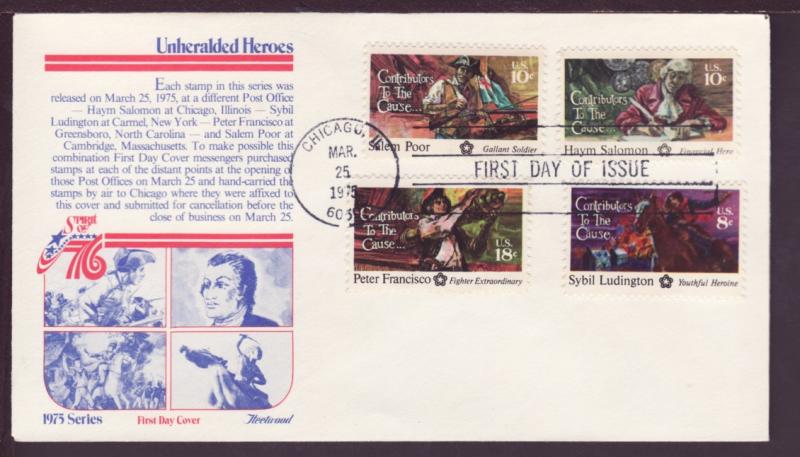 Unheralded Heroes
Each stamp in this series was
released on March 25, 1975, at a different Post Office
— Haym Salomon at Chicago, Illinois — Sybil
Ludington at Carmel, New York — Peter Francisco at
Greensboro, North Carolina — and Salem Poor at
Cambridge, Massachusetts. To make possible this
combination First Day Cover messengers purchased
stamps at each of the distant points at the opening of
those Post Offices on March 25 and hand-carried the
stamps by air to Chicago where they were affixed to
this cover and submitted for cancellation before the
close of business on March 25.
SPIRIT
OF
76
1975 Series
First Day Cover
Fleetwood
U.S.
10c
Contributors
To The
Cause...
Salem Poor
Gallant Soldier
U.S.
10c
Contributors
To The
Cause...
Haym Salomon
Financial Hero
CHICAGO,
MAR.
25
1975
FIRST DAY OF ISSUE
Contributors
To The
Cause...
U.S.
18c
Peter Francisco
Fighter Extraordinary
Contributors
To The
Cause...
U.S.
8c
Sybil Ludington
Youthful Heroine